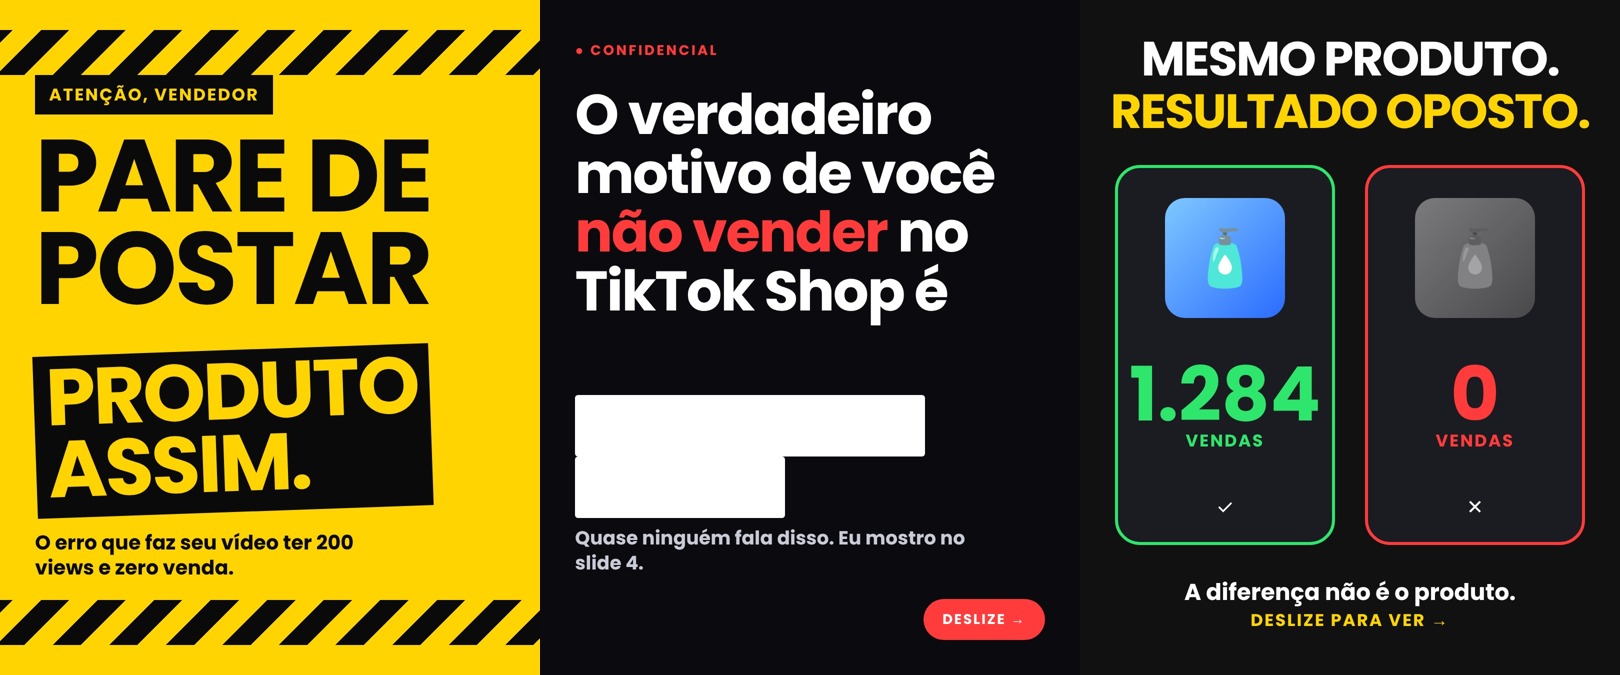 ATENÇÃO, VENDEDOR
PARE DE
POSTAR
PRODUTO
ASSIM.
O erro que faz seu vídeo ter 200
views e zero venda.
• CONFIDENCIAL
O verdadeiro
motivo de você
não vender no
TikTok Shop é
Quase ninguém fala disso. Eu mostro no
slide 4.
DESLIZE →
MESMO PRODUTO.
RESULTADO OPOSTO.
1.284
VENDAS
✓
0
VENDAS
✕
A diferença não é o produto.
DESLIZE PARA VER →